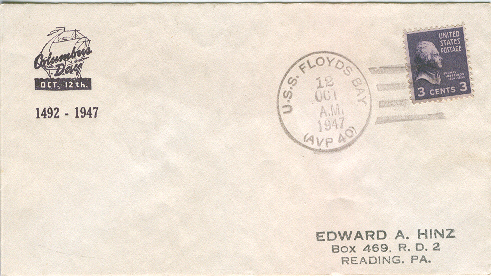 Columbus
Day
OCT. 12th.
1492 - 1947
U.S.S. FLOYDS BAY
12
OCT
A.M.
1947
(AVP 40)
UNITED
STATES
POSTAGE
3 CENTS 3
EDWARD A. HINZ
BOX 469, R. D. 2
READING, PA.